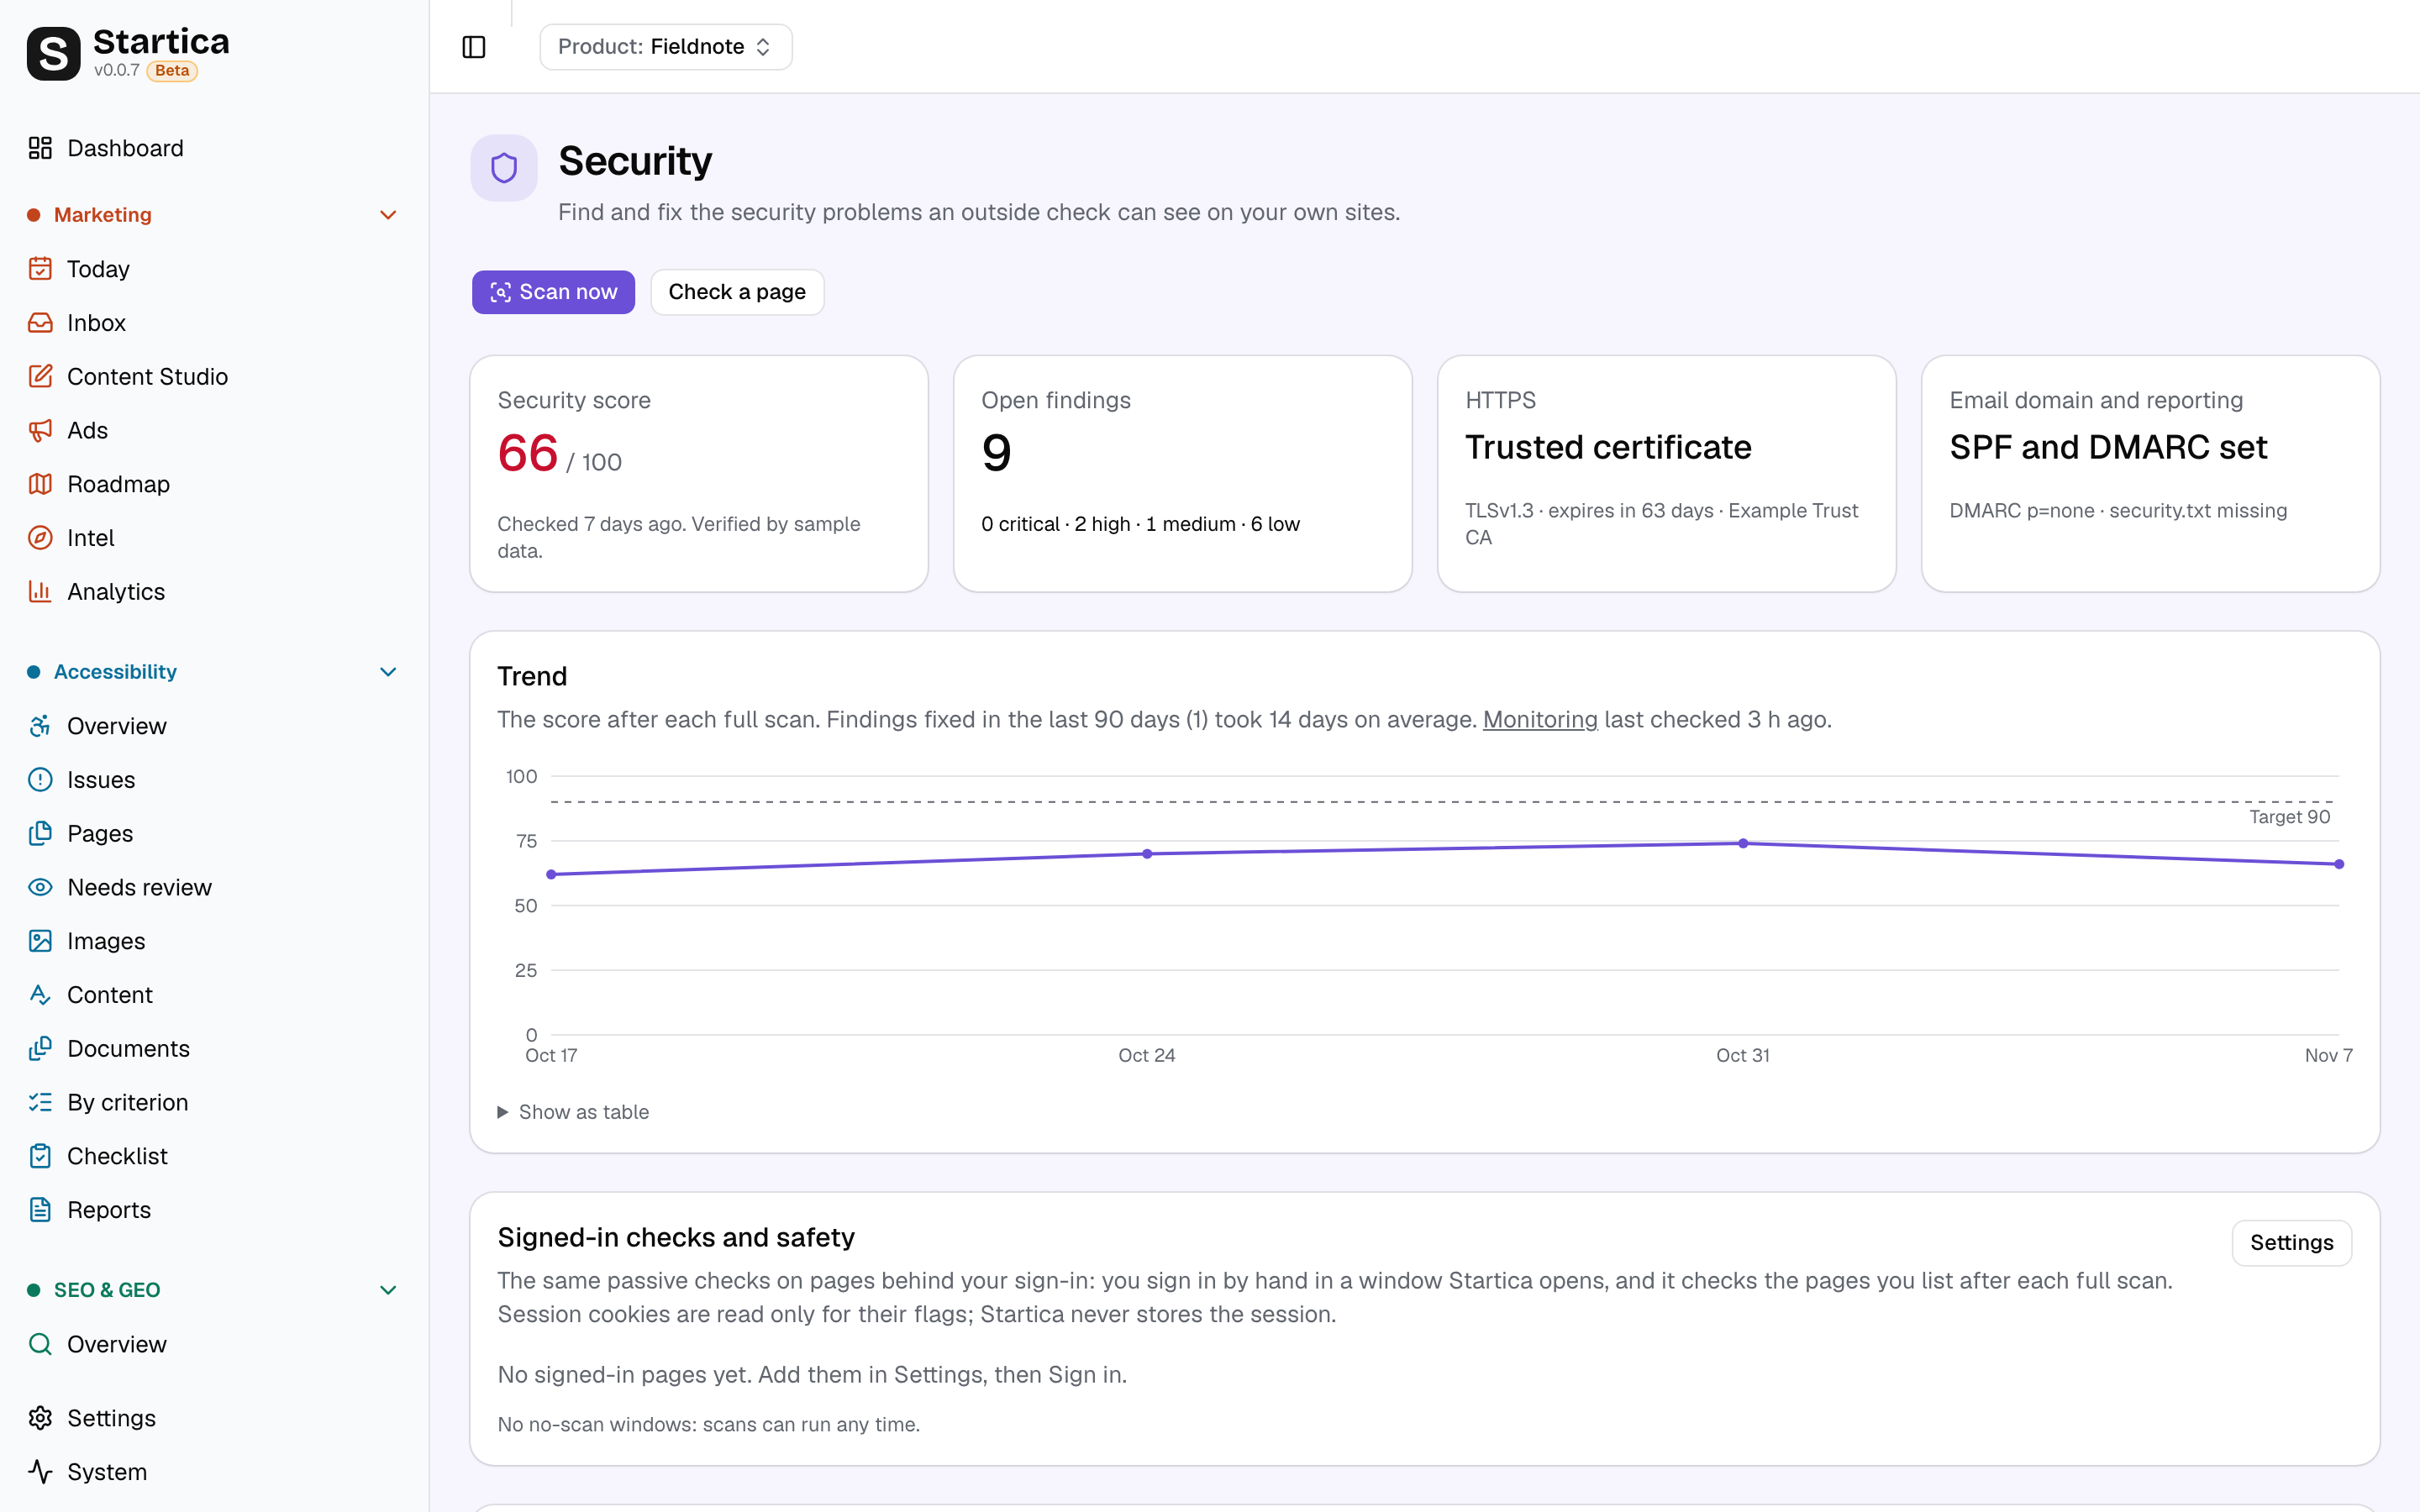 S
Startica
v0.0.7 Beta
Dashboard
Marketing
Today
Inbox
Content Studio
Ads
Roadmap
Intel
Analytics
Accessibility
Overview
Issues
Pages
Needs review
Images
Content
Documents
By criterion
Checklist
Reports
SEO & GEO
Overview
Settings
System
Product: Fieldnote
Security
Find and fix the security problems an outside check can see on your own sites.
Scan now
Check a page
Security score
66 / 100
Checked 7 days ago. Verified by sample
data.
Open findings
9
0 critical · 2 high · 1 medium · 6 low
HTTPS
Trusted certificate
TLSv1.3 · expires in 63 days · Example Trust
CA
Email domain and reporting
SPF and DMARC set
DMARC p=none · security.txt missing
Trend
The score after each full scan. Findings fixed in the last 90 days (1) took 14 days on average. Monitoring last checked 3 h ago.
100
Target 90
75
50
25
0
Oct 17
Oct 24
Oct 31
Nov 7
Show as table
Signed-in checks and safety
Settings
The same passive checks on pages behind your sign-in: you sign in by hand in a window Startica opens, and it checks the pages you list after each full scan.
Session cookies are read only for their flags; Startica never stores the session.
No signed-in pages yet. Add them in Settings, then Sign in.
No no-scan windows: scans can run any time.